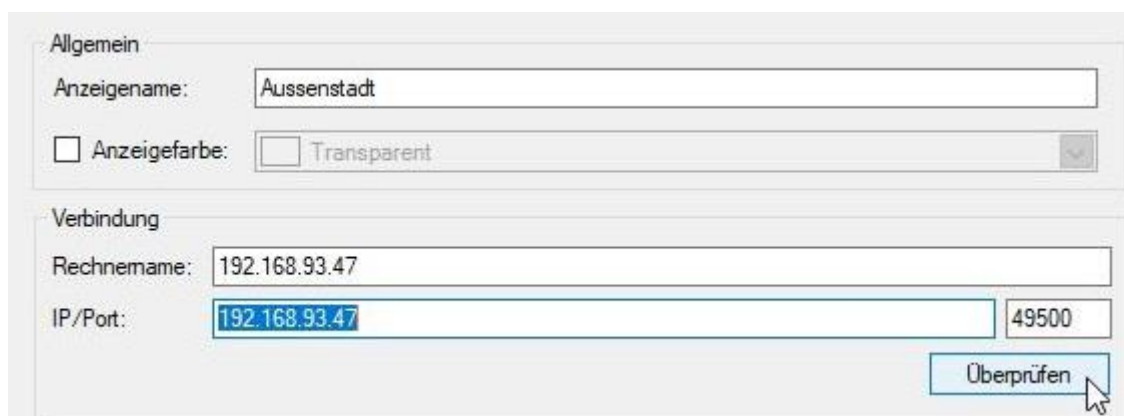 Allgemein
Anzeigename: Aussenstadt
Anzeigefarbe: Transparent
Verbindung
Rechnername: 192.168.93.47
IP/Port: 192.168.93.47 49500
Überprüfen